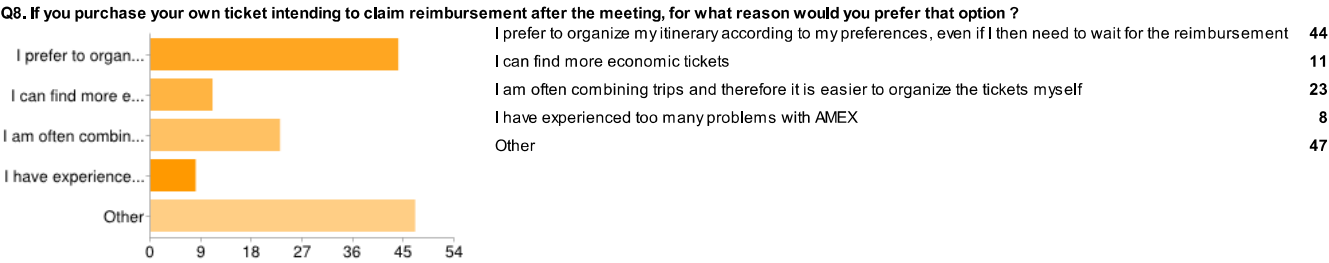 Q8. If you purchase your own ticket intending to claim reimbursement after the meeting, for what reason would you prefer that option ?
I prefer to organ...
I can find more e...
I am often combin...
I have experience...
Other
0 9 18 27 36 45 54
I prefer to organize my itinerary according to my preferences, even if I then need to wait for the reimbursement 44
I can find more economic tickets 11
I am often combining trips and therefore it is easier to organize the tickets myself 23
I have experienced too many problems with AMEX 8
Other 47